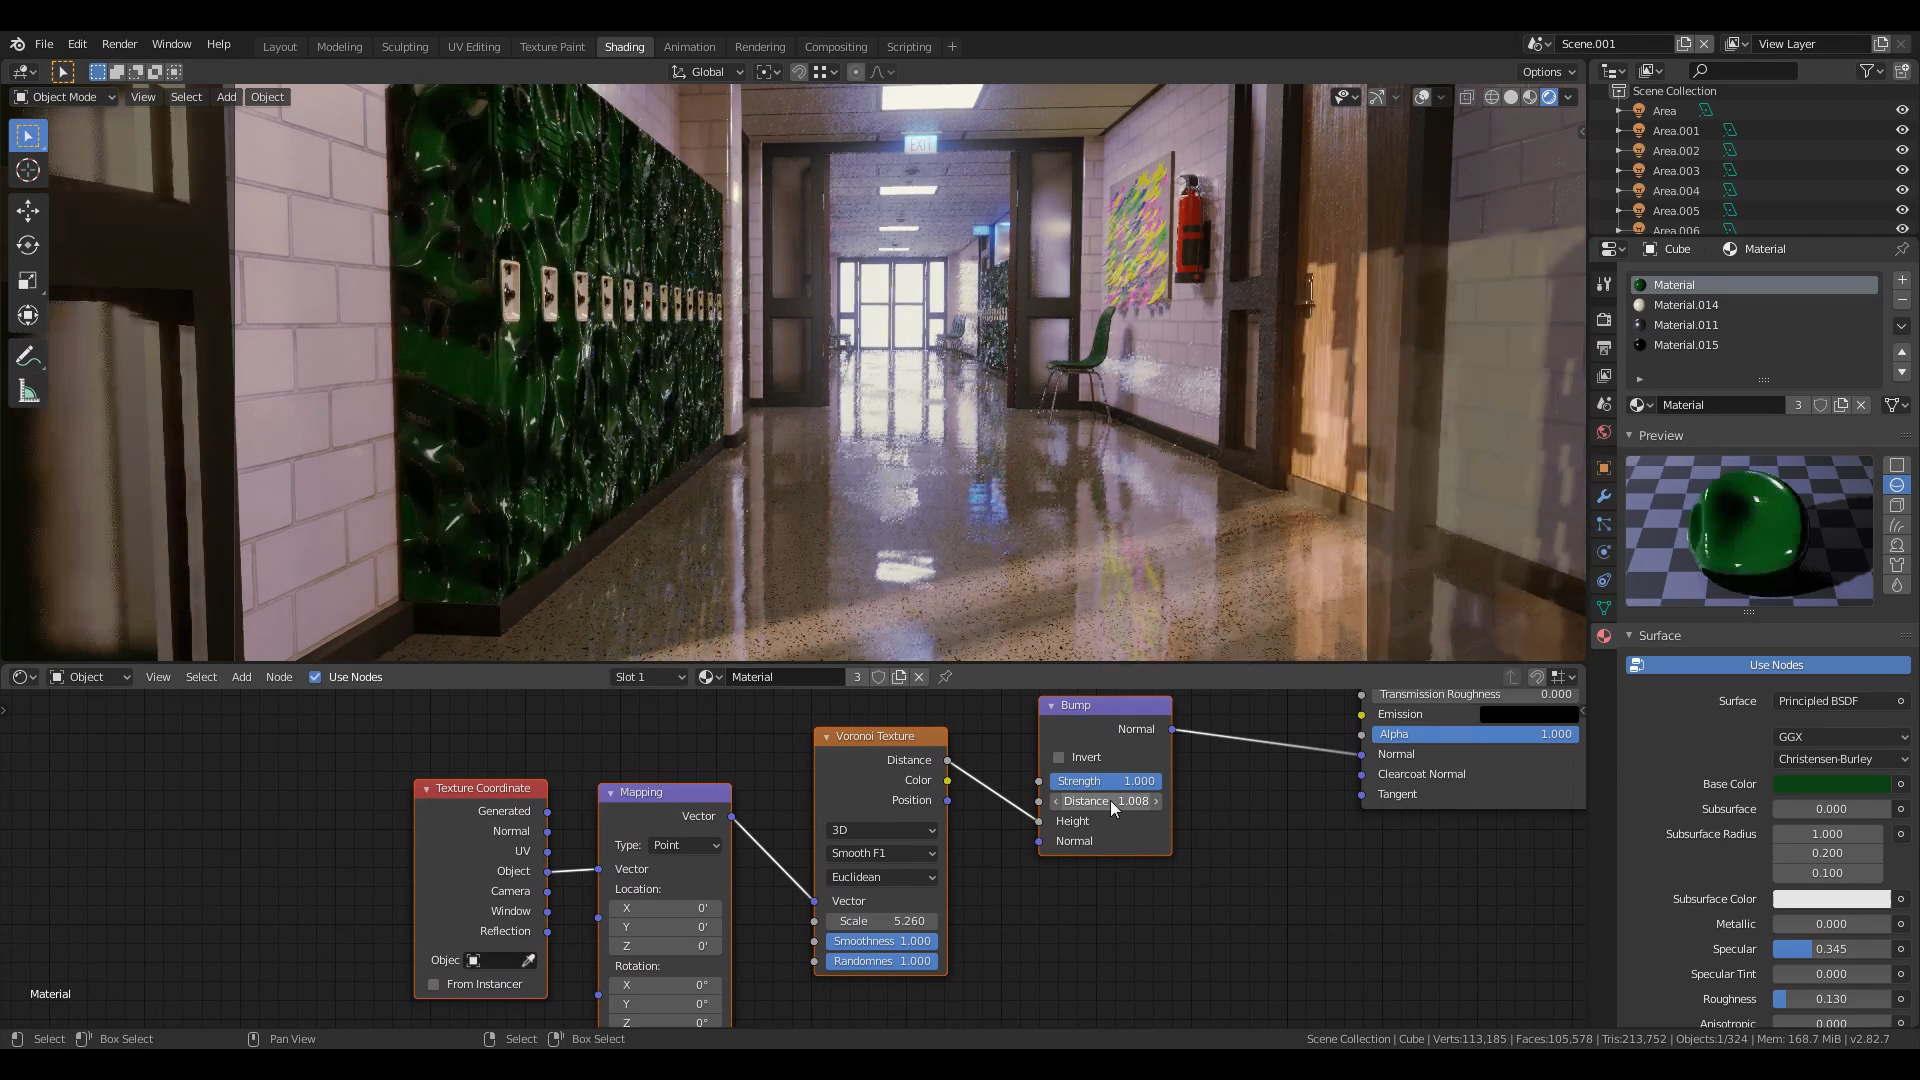 File Edit Render Window Help Layout Modeling Sculpting UV Editing Texture Paint Shading Animation Rendering Compositing Scripting + Scene.001 View Layer
Global Options
Object Mode View Select Add Object
Scene Collection
Area
Area.001
Area.002
Area.003
Area.004
Area.005
Area.006
EXIT
Cube Material
Material
Material.014
Material.011
Material.015
Material 3
Preview
Surface
Use Nodes
Surface Principled BSDF
GGX
Christensen-Burley
Base Color
Subsurface 0.000
Subsurface Radius 1.000
0.200
0.100
Subsurface Color
Metallic 0.000
Specular 0.345
Specular Tint 0.000
Roughness 0.130
Anisotropic 0.000
Object View Select Add Node Use Nodes Slot 1 Material 3
Texture Coordinate
Generated
Normal
UV
Object
Camera
Window
Reflection
Objec
From Instancer
Mapping
Vector
Type: Point
Vector
Location:
X 0'
Y 0'
Z 0'
Rotation:
X 0°
Y 0°
Z 0°
Voronoi Texture
Distance
Color
Position
3D
Smooth F1
Euclidean
Vector
Scale 5.260
Smoothness 1.000
Randomnes 1.000
Bump
Normal
Invert
Strength 1.000
Distance 1.008
Height
Normal
Transmission Roughness 0.000
Emission
Alpha 1.000
Normal
Clearcoat Normal
Tangent
Material
Select Box Select Pan View Select Box Select
Scene Collection | Cube | Verts:113,185 | Faces:105,578 | Tris:213,752 | Objects:1/324 | Mem: 168.7 MiB | v2.82.7